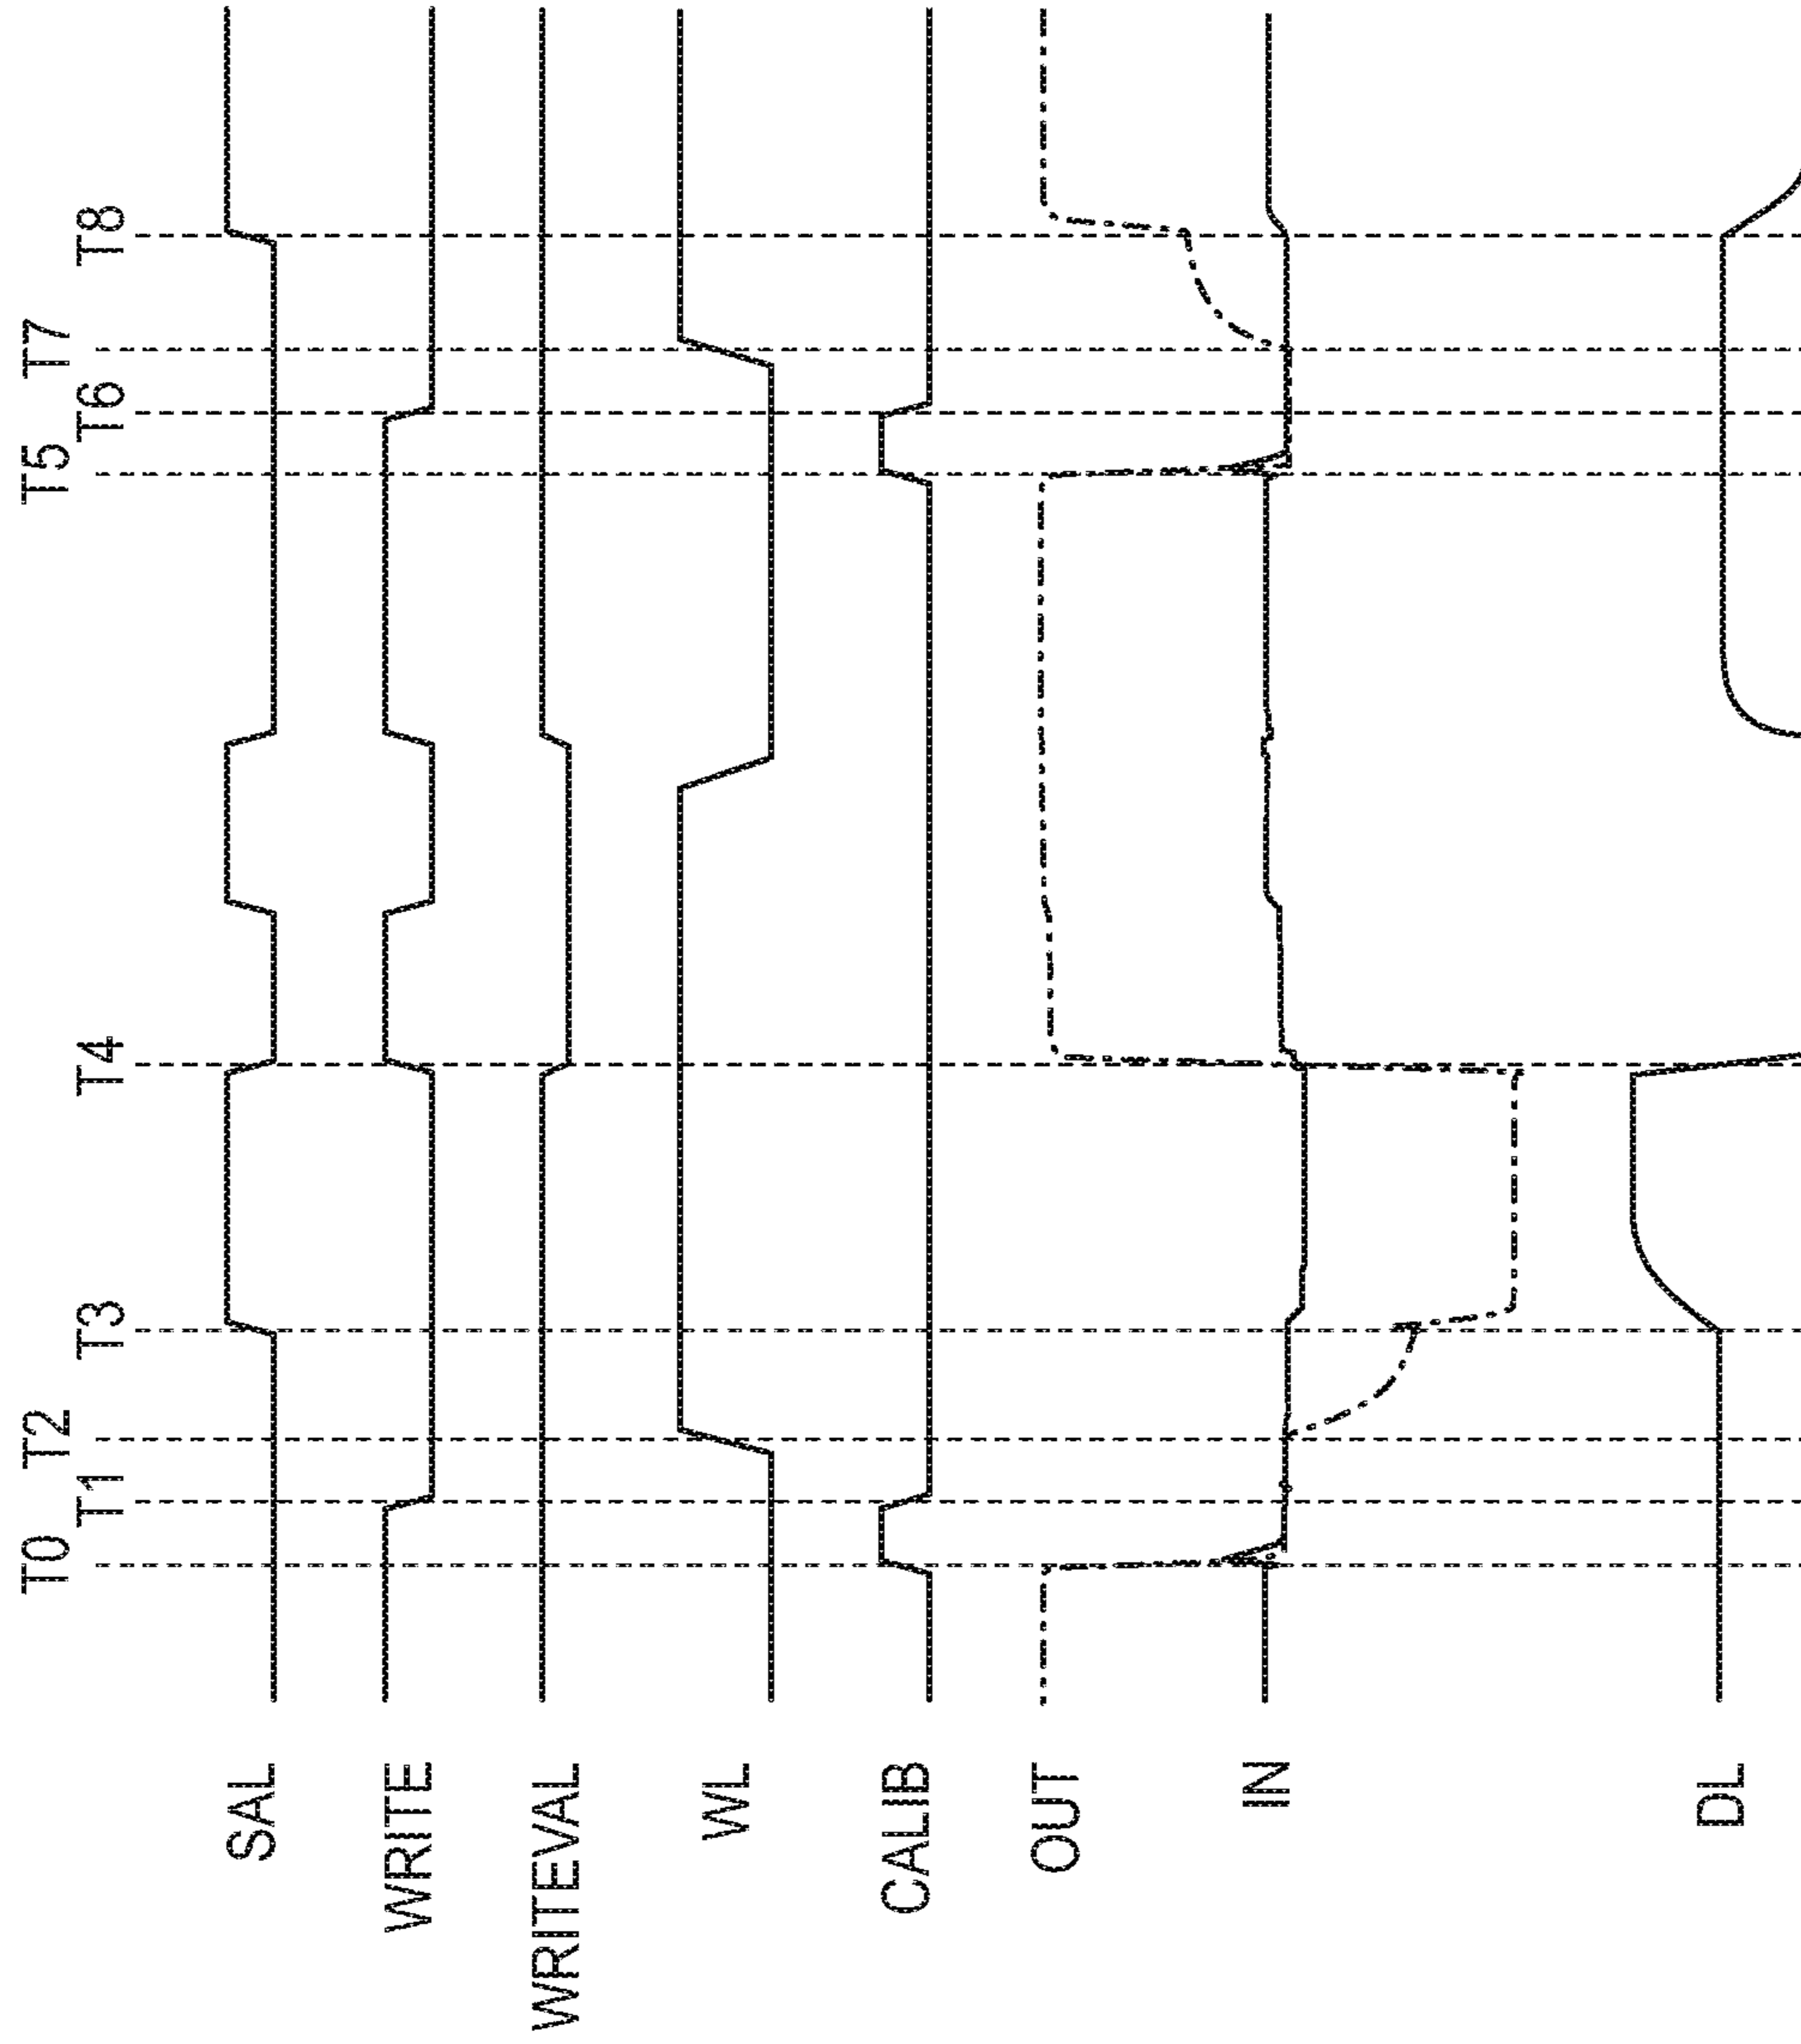 T0
T1
T2
T3
T4
T5
T6
T7
T8
SAL
WRITE
WRITEVAL
WL
CALIB
OUT
IN
DL